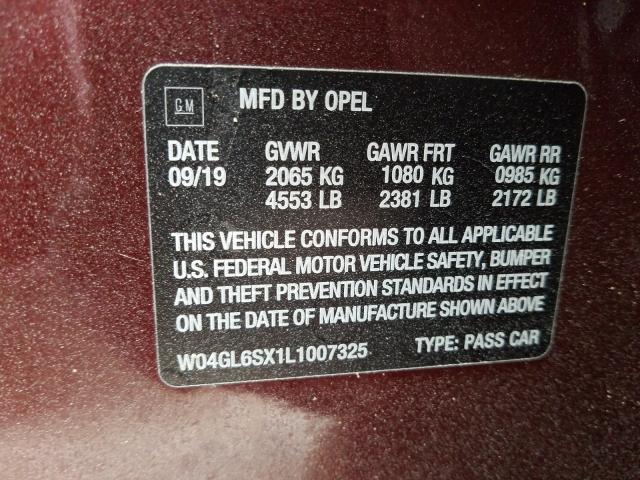 GM MFD BY OPEL
DATE GVWR GAWR FRT GAWR RR
09/19 2065 KG 1080 KG 0985 KG
4553 LB 2381 LB 2172 LB
THIS VEHICLE CONFORMS TO ALL APPLICABLE
U.S. FEDERAL MOTOR VEHICLE SAFETY, BUMPER
AND THEFT PREVENTION STANDARDS IN EFFECT
ON THE DATE OF MANUFACTURE SHOWN ABOVE
W04GL6SX1L1007325 TYPE: PASS CAR